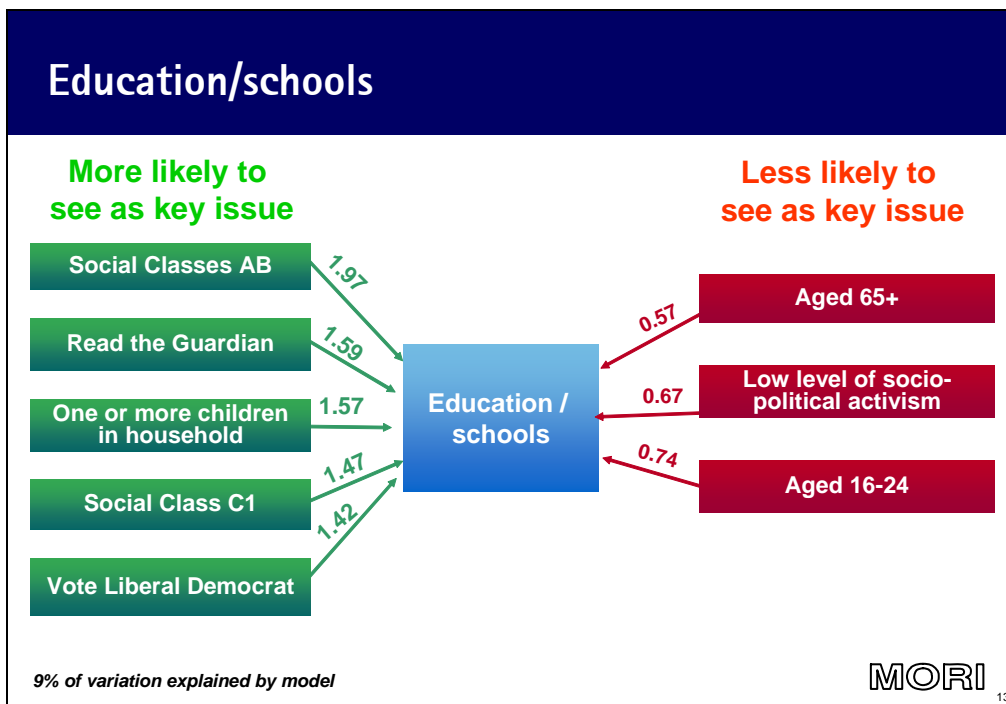 Education/schools
More likely to
see as key issue
Less likely to
see as key issue
Social Classes AB
1.97
Read the Guardian
1.59
One or more children
in household
1.57
Social Class C1
1.47
Vote Liberal Democrat
1.42
Education /
schools
0.57
Aged 65+
0.67
Low level of socio-
political activism
0.74
Aged 16-24
9% of variation explained by model
MORI
13